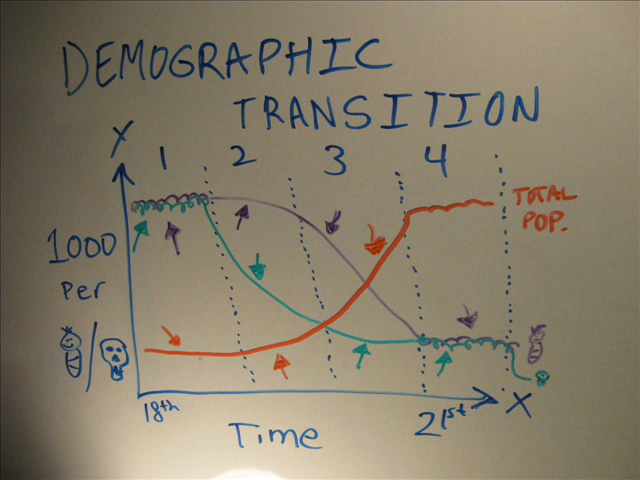 DEMOGRAPHIC
TRANSITION
Y
1 2 3 4
TOTAL
POP.
1000
Per
/
18th
21st
X
Time